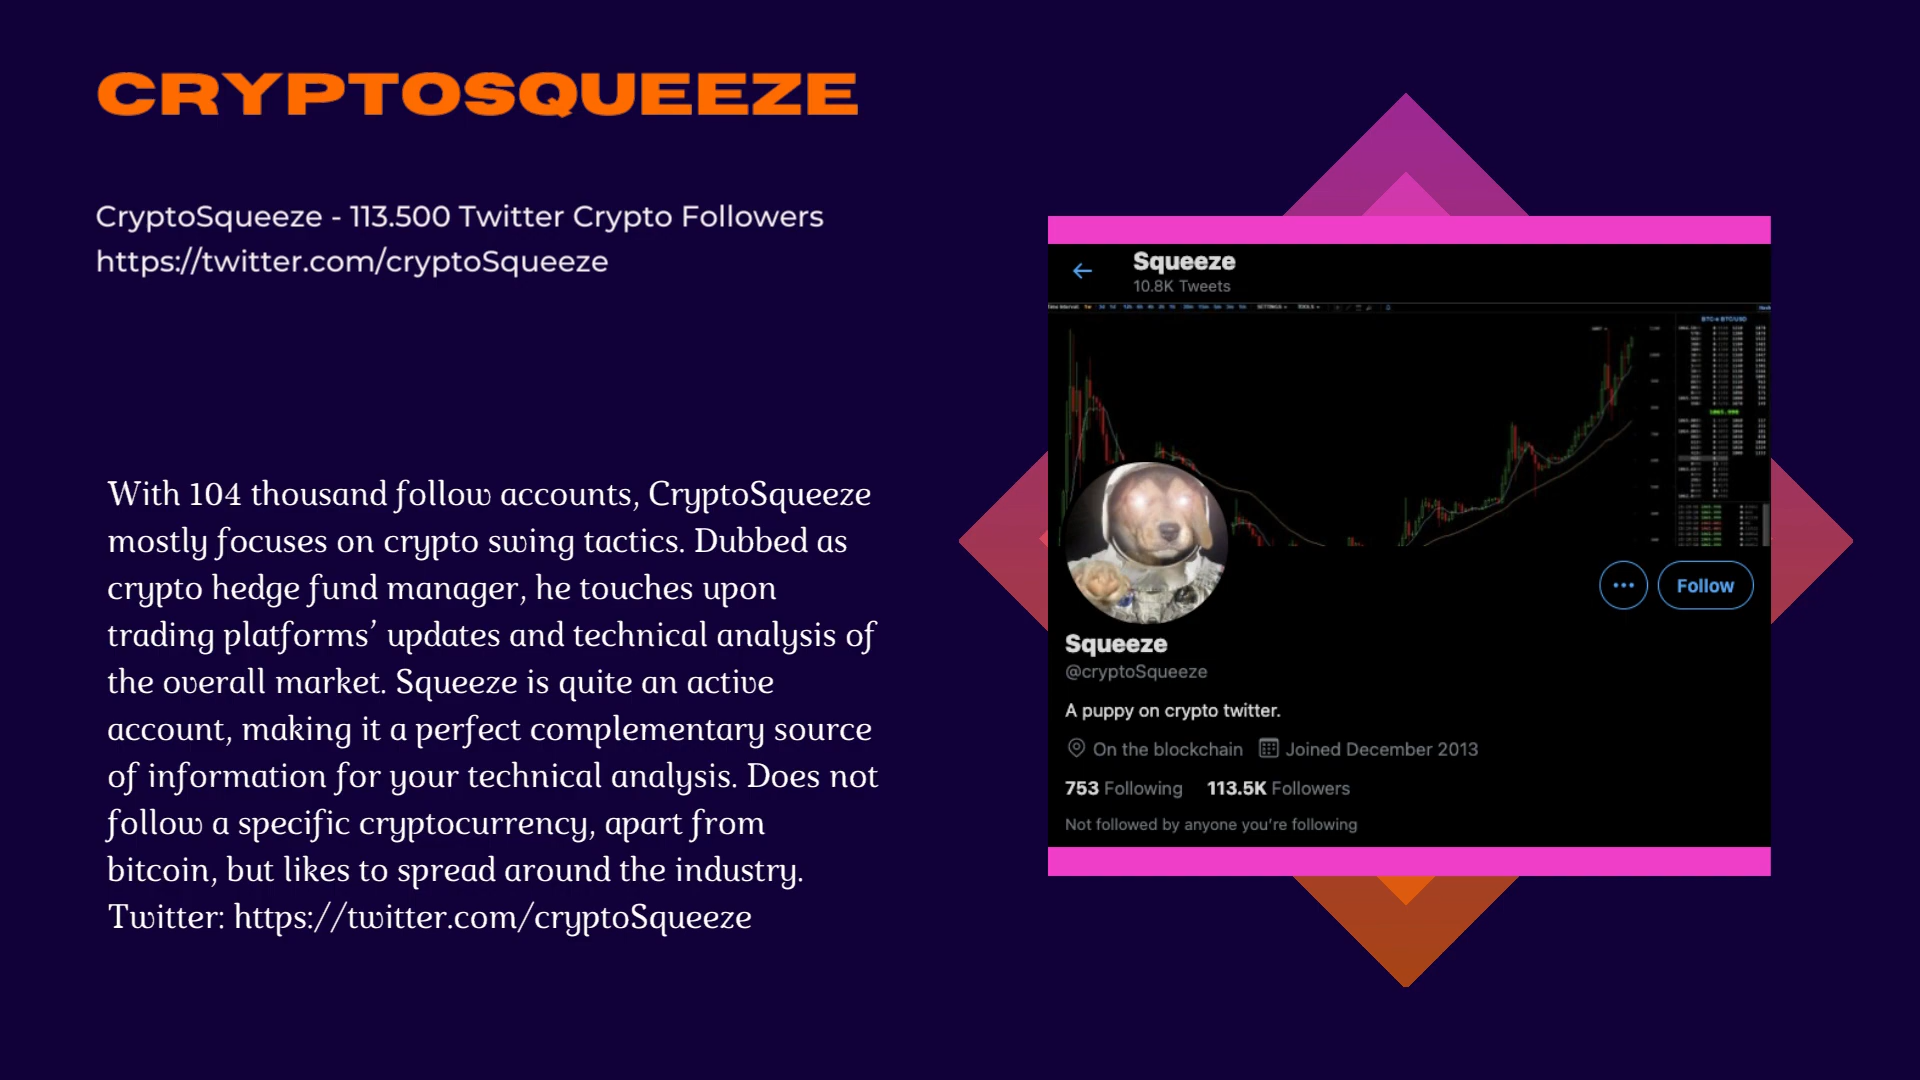 CRYPTOSQUEEZE
CryptoSqueeze - 113.500 Twitter Crypto Followers
https://twitter.com/cryptoSqueeze
With 104 thousand follow accounts, CryptoSqueeze
mostly focuses on crypto swing tactics. Dubbed as
crypto hedge fund manager, he touches upon
trading platforms’ updates and technical analysis of
the overall market. Squeeze is quite an active
account, making it a perfect complementary source
of information for your technical analysis. Does not
follow a specific cryptocurrency, apart from
bitcoin, but likes to spread around the industry.
Twitter: https://twitter.com/cryptoSqueeze
Squeeze
10.8K Tweets
Follow
Squeeze
@cryptoSqueeze
A puppy on crypto twitter.
On the blockchain Joined December 2013
753 Following 113.5K Followers
Not followed by anyone you’re following